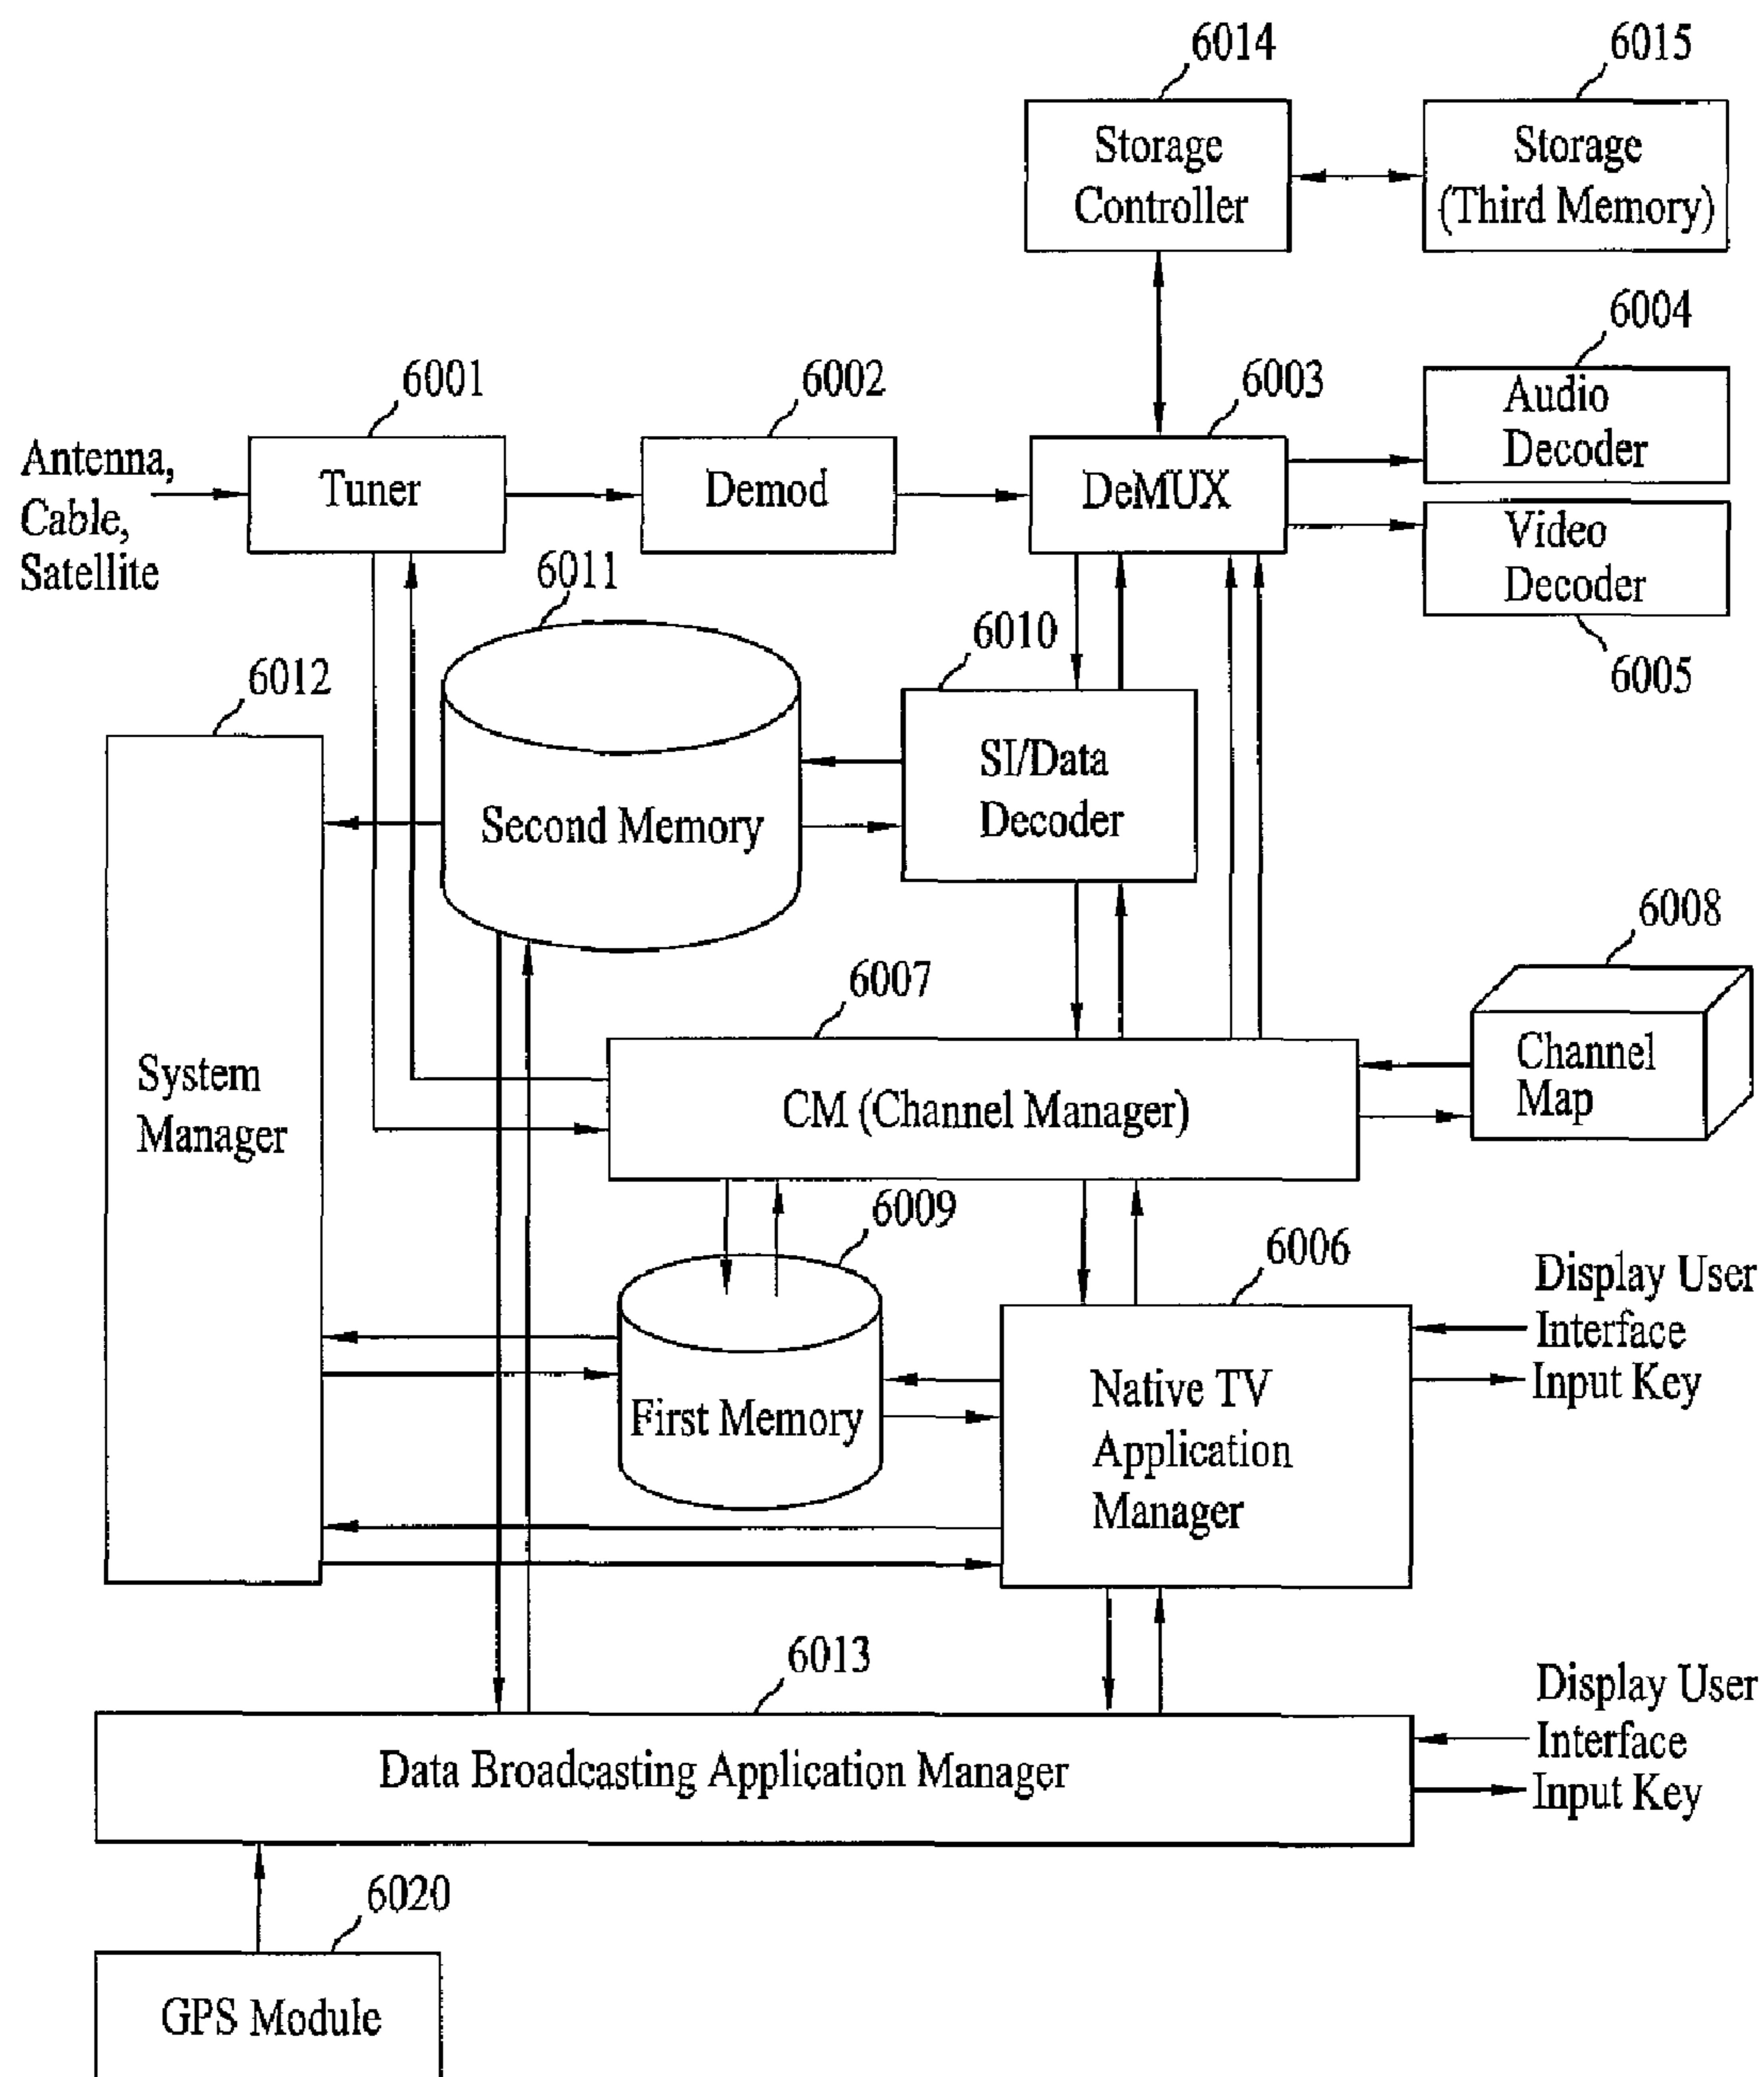 6014
6015
Storage
Controller
Storage
(Third Memory)
6004
6001
6002
6003
Audio
Decoder
Antenna,
Cable,
Satellite
Tuner
Demod
DeMUX
Video
Decoder
6011
6010
6005
6012
SI/Data
Decoder
Second Memory
6008
6007
System
Manager
CM (Channel Manager)
Channel
Map
6009
6006
Display User
Interface
Input Key
First Memory
Native TV
Application
Manager
6013
Display User
Interface
Input Key
Data Broadcasting Application Manager
6020
GPS Module